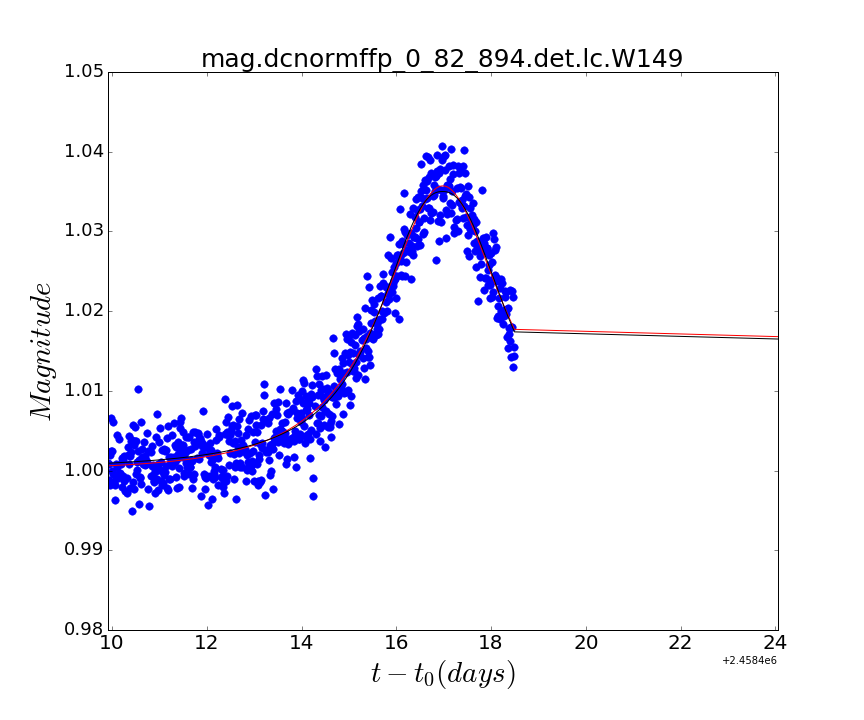 mag.dcnormffp_0_82_894.det.lc.W149
1.05
1.04
1.03
1.02
1.01
1.00
0.99
0.98
Magnitude
10 12 14 16 18 20 22 24
+2.4584e6
t − t₀(days)